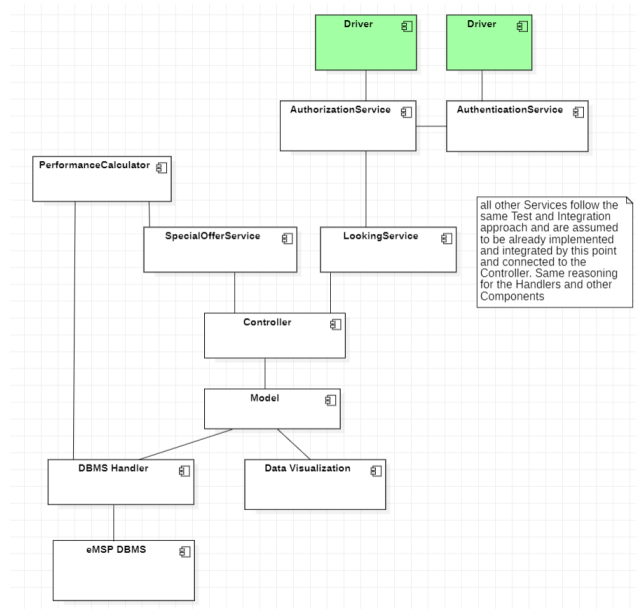 Driver
Driver
AuthorizationService
AuthenticationService
PerformanceCalculator
all other Services follow the
same Test and Integration
approach and are assumed
to be already implemented
and integrated by this point
and connected to the
Controller. Same reasoning
for the Handlers and other
Components
SpecialOfferService
LookingService
Controller
Model
DBMS Handler
Data Visualization
eMSP DBMS